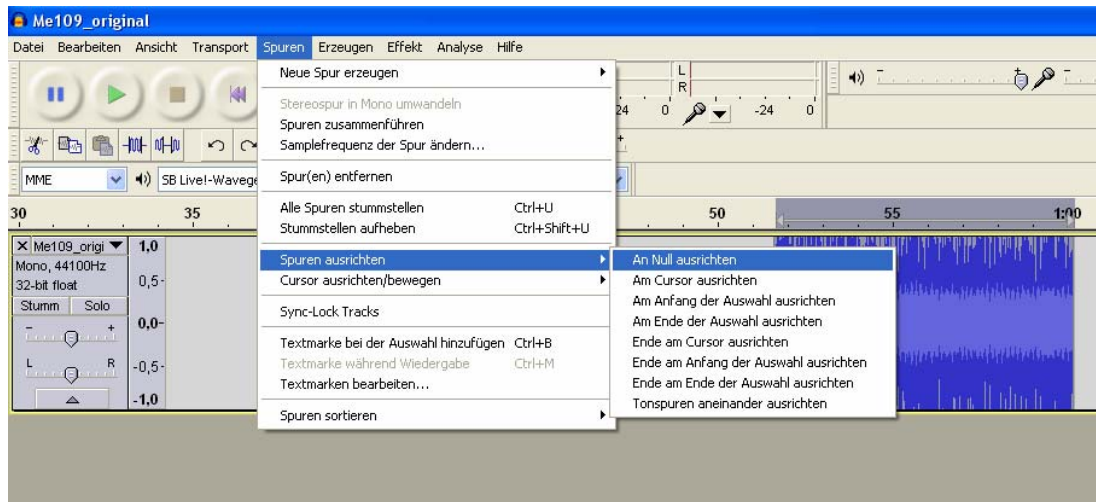 Me109_original
Datei Bearbeiten Ansicht Transport Spuren Erzeugen Effekt Analyse Hilfe
Neue Spur erzeugen
Stereospur in Mono umwandeln
Spuren zusammenführen
Samplefrequenz der Spur ändern...
Spur(en) entfernen
Alle Spuren stummstellen Ctrl+U
Stummstellen aufheben Ctrl+Shift+U
Spuren ausrichten
Cursor ausrichten/bewegen
Sync-Lock Tracks
Textmarke bei der Auswahl hinzufügen Ctrl+B
Textmarke während Wiedergabe Ctrl+M
Textmarken bearbeiten...
Spuren sortieren
An Null ausrichten
Am Cursor ausrichten
Am Anfang der Auswahl ausrichten
Am Ende der Auswahl ausrichten
Ende am Cursor ausrichten
Ende am Anfang der Auswahl ausrichten
Ende am Ende der Auswahl ausrichten
Tonspuren aneinander ausrichten
L
R
24 0 -24 0
MME SB Live!-Wavege
30 35 50 55 1:00
Me109_origi 1,0
Mono, 44100Hz
32-bit float 0,5
Stumm Solo
- + 0,0
L R -0,5
-1,0